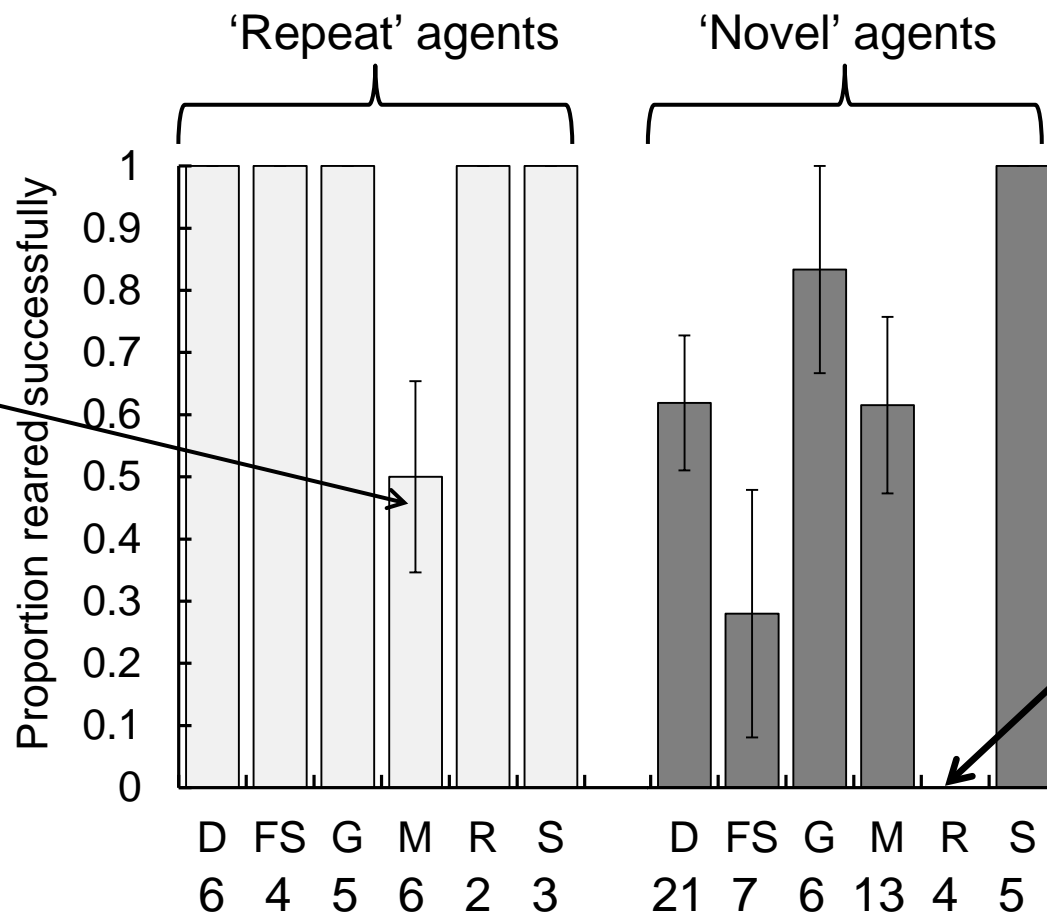 'Repeat' agents
'Novel' agents
Proportion reared successfully
1
0.9
0.8
0.7
0.6
0.5
0.4
0.3
0.2
0.1
0
D FS G M R S D FS G M R S
6 4 5 6 2 3 21 7 6 13 4 5